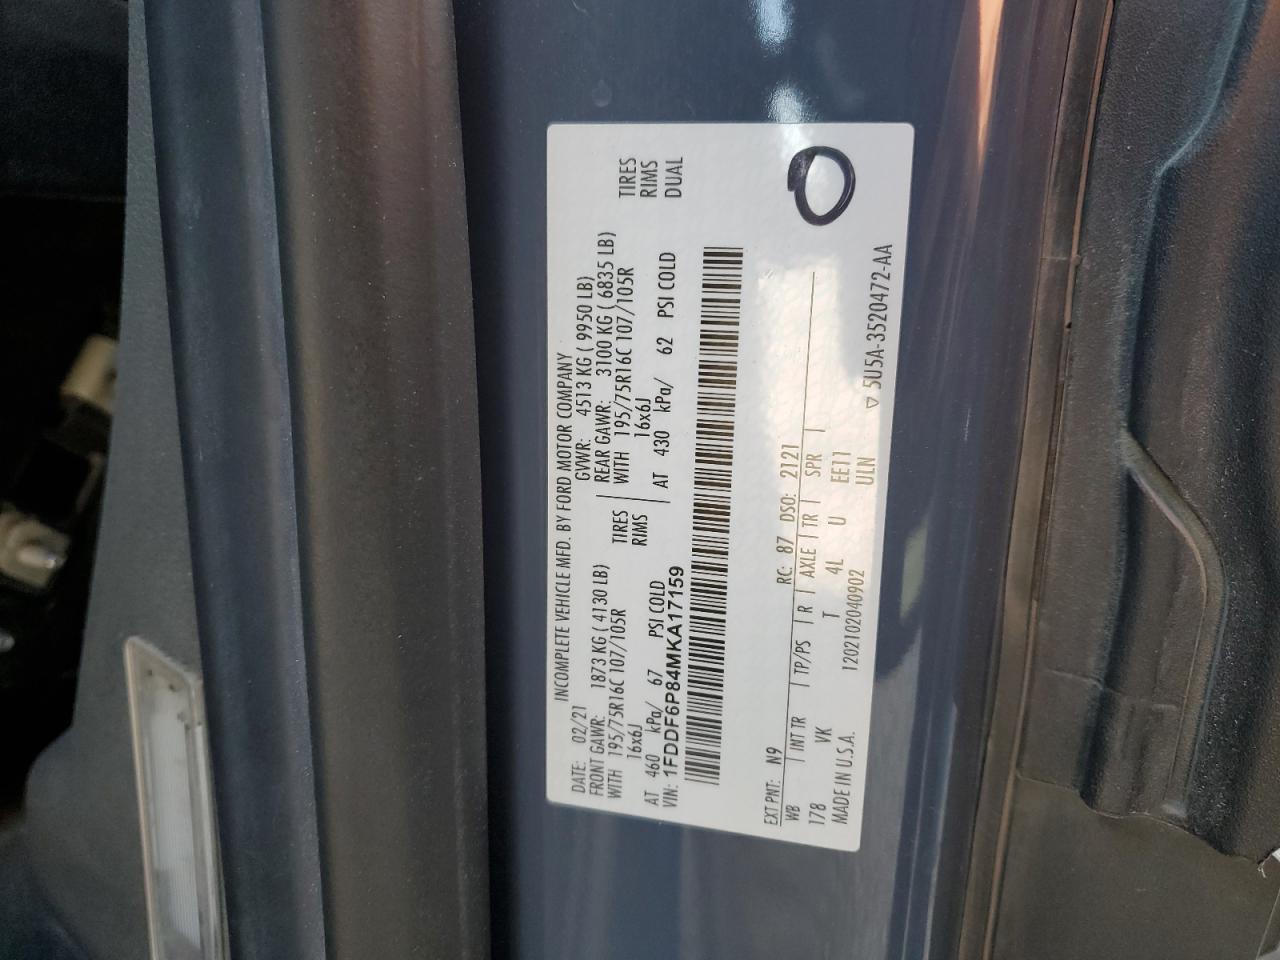 INCOMPLETE VEHICLE MFD. BY FORD MOTOR COMPANY
DATE: 02/21 GVWR: 4513 KG ( 9950 LB)
FRONT GAWR: 1873 KG ( 4130 LB) REAR GAWR: 3100 KG ( 6835 LB)
WITH 195/75R16C 107/105R TIRES WITH 195/75R16C 107/105R TIRES
16x6J RIMS 16x6J RIMS
AT 460 kPa/ 67 PSI COLD AT 430 kPa/ 62 PSI COLD DUAL
VIN: 1FDDF6P84MKA17159
EXT PNT: N9 RC: 87 DSO: 2121
WB INT TR TP/PS R AXLE TR SPR
178 VK T 4L U EE11
MADE IN U.S.A. 120210204​0902 ULN
▽ 5U5A-3520472-AA